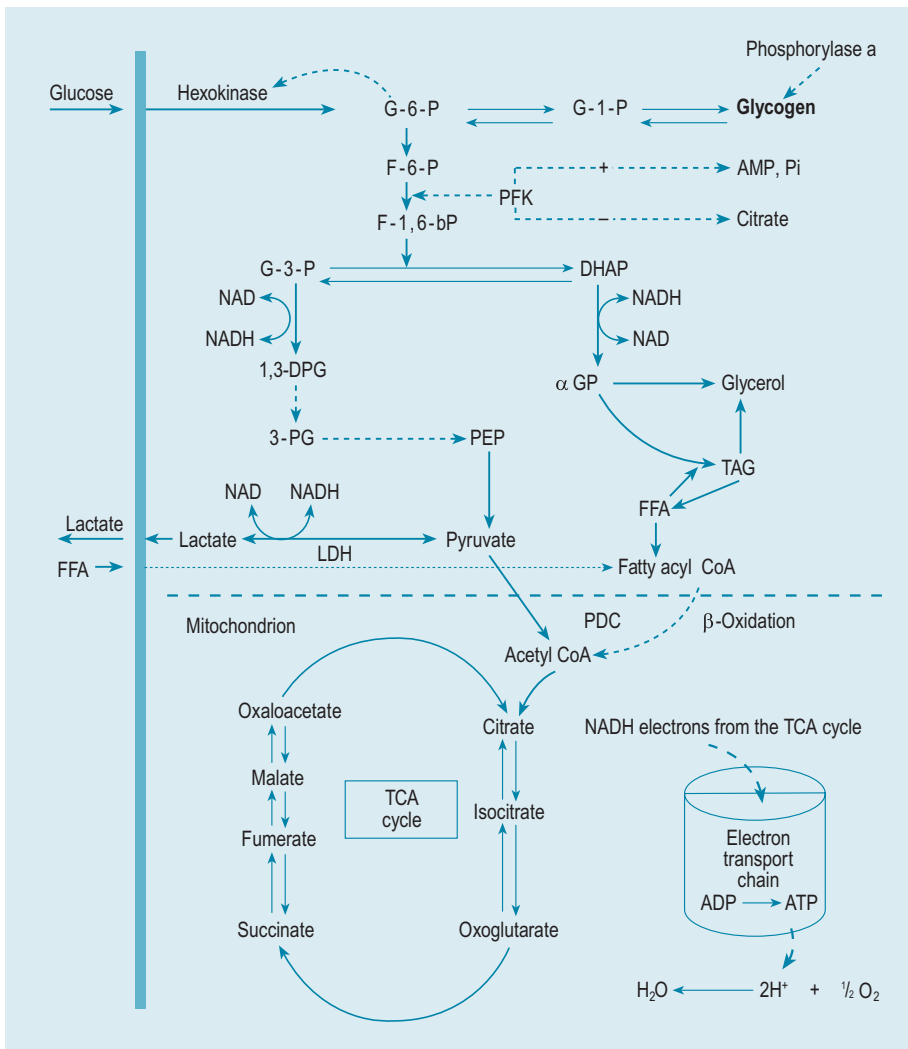 Phosphorylase a
Glucose
Hexokinase
G-6-P
G-1-P
Glycogen
F-6-P
+
AMP, Pi
PFK
F-1,6-bP
–
Citrate
G-3-P
DHAP
NAD
NADH
NADH
NAD
1,3-DPG
α GP
Glycerol
3-PG
PEP
TAG
NAD
NADH
FFA
Lactate
Lactate
LDH
Pyruvate
FFA
Fatty acyl CoA
Mitochondrion
PDC
β-Oxidation
Acetyl CoA
Oxaloacetate
Citrate
NADH electrons from the TCA cycle
Malate
TCA
cycle
Isocitrate
Fumerate
Electron
transport
chain
ADP
ATP
Succinate
Oxoglutarate
H₂O
2H⁺ + ½ O₂